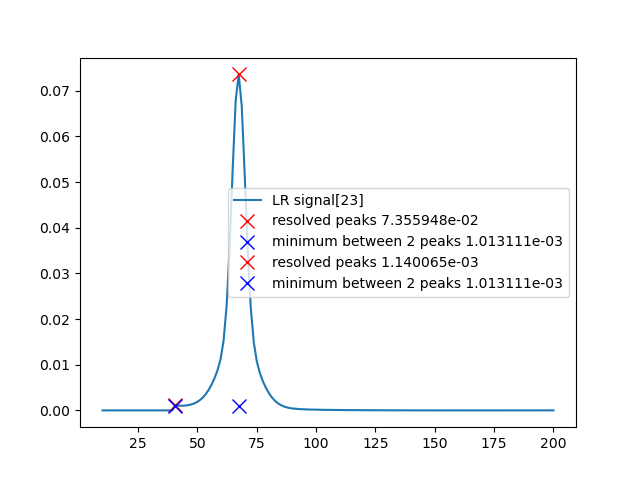 0.07
0.06
0.05
0.04
0.03
0.02
0.01
0.00
LR signal[23]
resolved peaks 7.355948e-02
minimum between 2 peaks 1.013111e-03
resolved peaks 1.140065e-03
minimum between 2 peaks 1.013111e-03
25 50 75 100 125 150 175 200